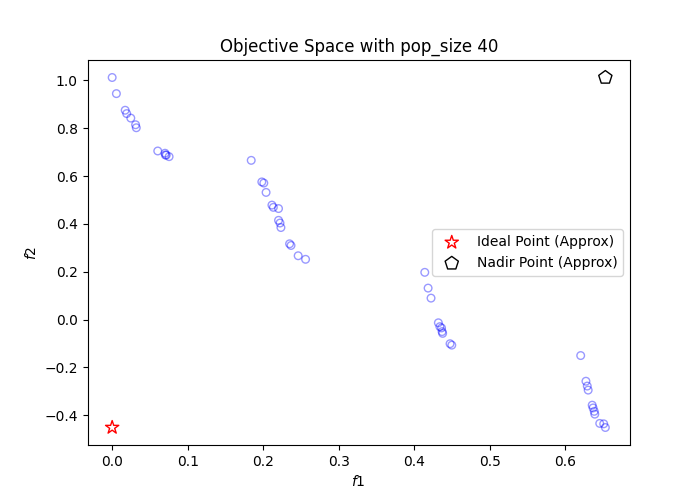 Objective Space with pop_size 40
1.0
0.8
0.6
0.4
0.2
0.0
−0.2
−0.4
f2
Ideal Point (Approx)
Nadir Point (Approx)
0.0 0.1 0.2 0.3 0.4 0.5 0.6
f1